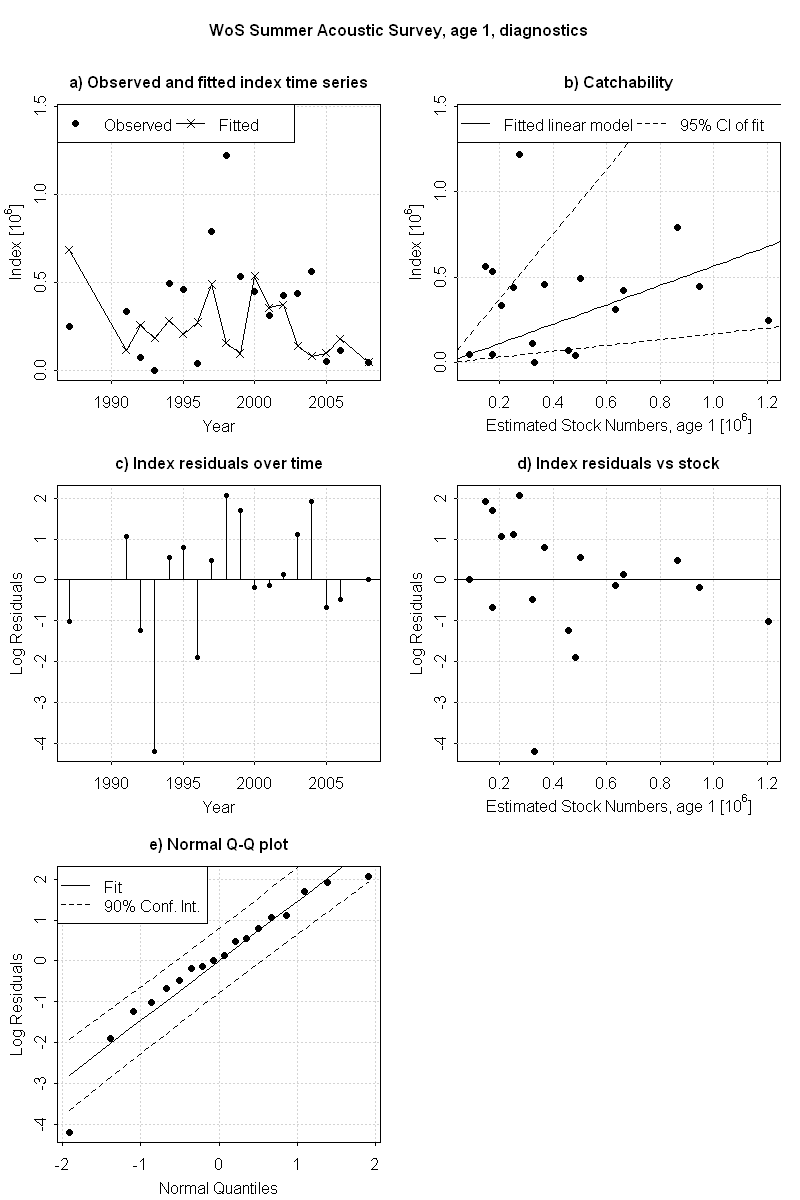 WoS Summer Acoustic Survey, age 1, diagnostics
a) Observed and fitted index time series
Observed Fitted
Index [10⁶]
0.0 0.5 1.0 1.5
1990 1995 2000 2005
Year
b) Catchability
Fitted linear model 95% CI of fit
Index [10⁶]
0.0 0.5 1.0 1.5
0.2 0.4 0.6 0.8 1.0 1.2
Estimated Stock Numbers, age 1 [10⁶]
c) Index residuals over time
Log Residuals
-4 -3 -2 -1 0 1 2
1990 1995 2000 2005
Year
d) Index residuals vs stock
Log Residuals
-4 -3 -2 -1 0 1 2
0.2 0.4 0.6 0.8 1.0 1.2
Estimated Stock Numbers, age 1 [10⁶]
e) Normal Q-Q plot
Fit
90% Conf. Int.
Log Residuals
-4 -3 -2 -1 0 1 2
-2 -1 0 1 2
Normal Quantiles